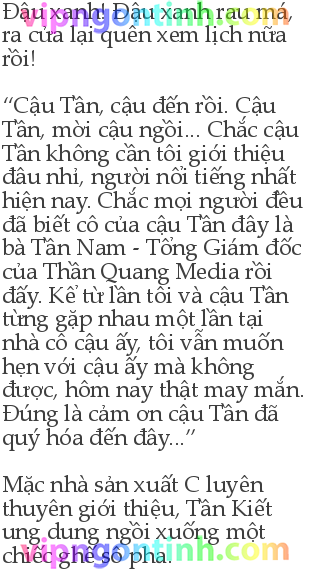 Đậu xanh! Đậu xanh rau má,
ra cửa lại quên xem lịch nữa
rồi!
“Cậu Tần, cậu đến rồi. Cậu
Tần, mời cậu ngồi... Chắc cậu
Tần không cần tôi giới thiệu
đâu nhỉ, người nổi tiếng nhất
hiện nay. Chắc mọi người đều
đã biết cô của cậu Tần đây là
bà Tần Nam - Tổng Giám đốc
của Thần Quang Media rồi
đấy. Kể từ lần tôi và cậu Tần
từng gặp nhau một lần tại
nhà cô cậu ấy, tôi vẫn muốn
hẹn với cậu ấy mà không
được, hôm nay thật may mắn.
Đúng là cảm ơn cậu Tần đã
quý hóa đến đây...”
Mặc nhà sản xuất C luyên
thuyên giới thiệu, Tần Kiết
ung dung ngồi xuống một
chiếc ghế sô pha.
vipngontinh.com
vipngontinh.com